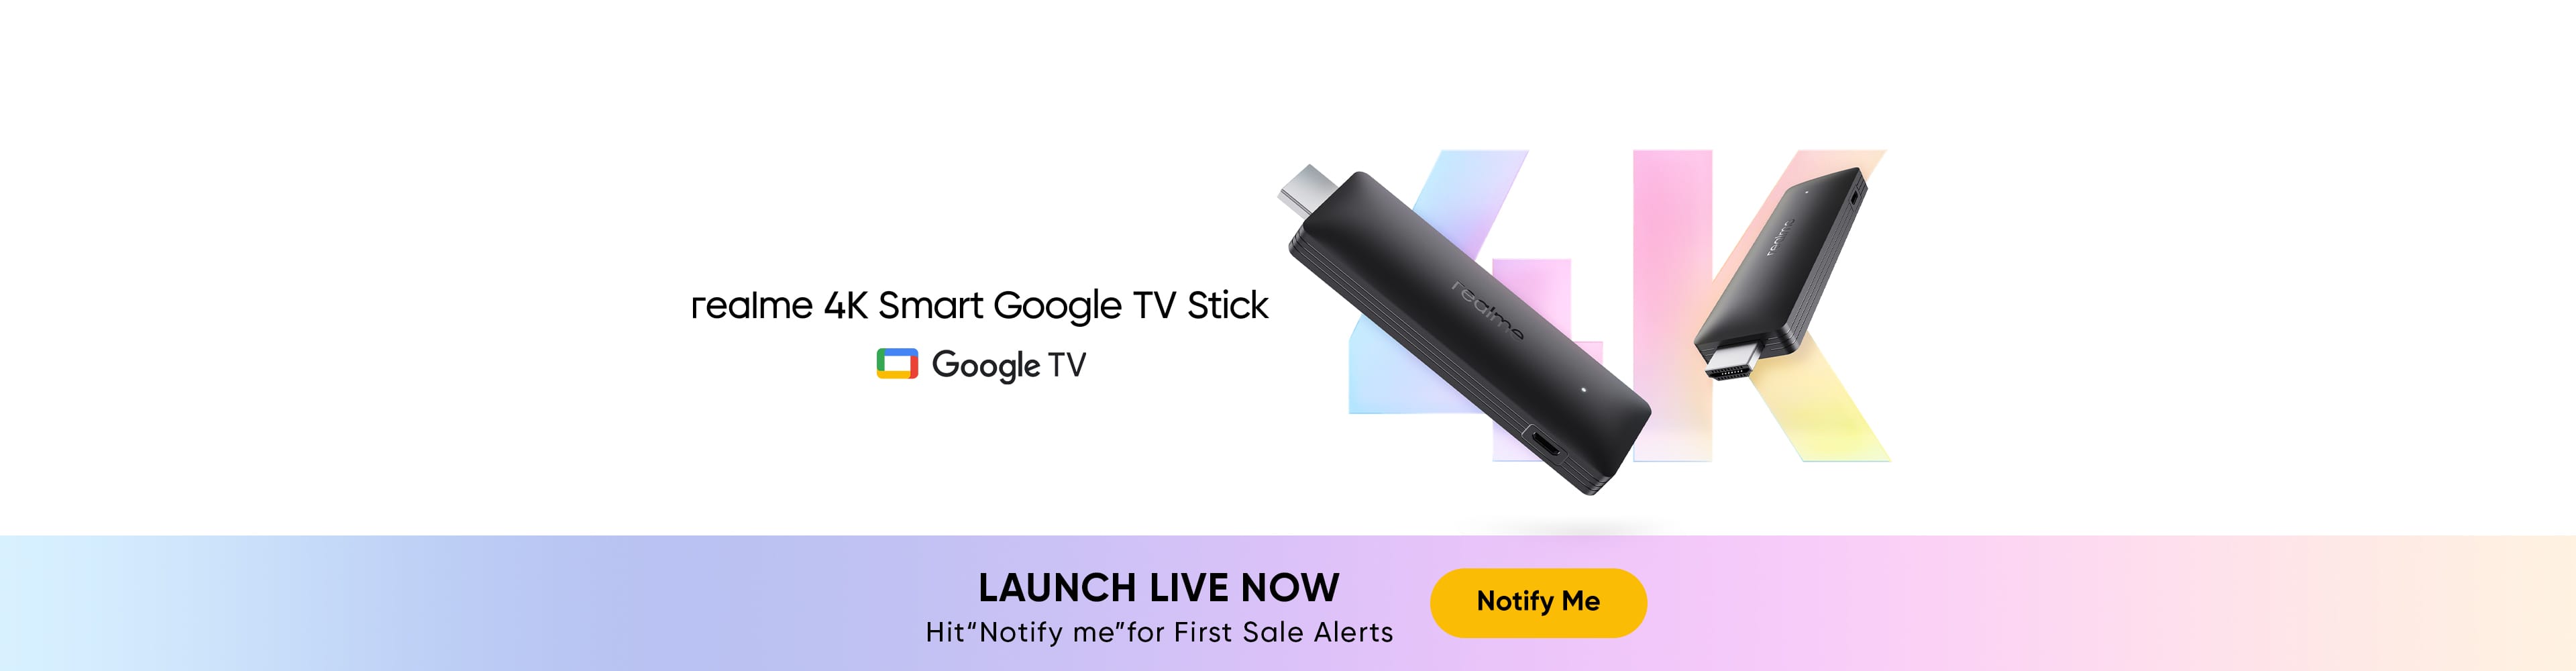 4K
realme
realme
realme 4K Smart Google TV Stick
Google TV
LAUNCH LIVE NOW
Hit“Notify me”for First Sale Alerts
Notify Me